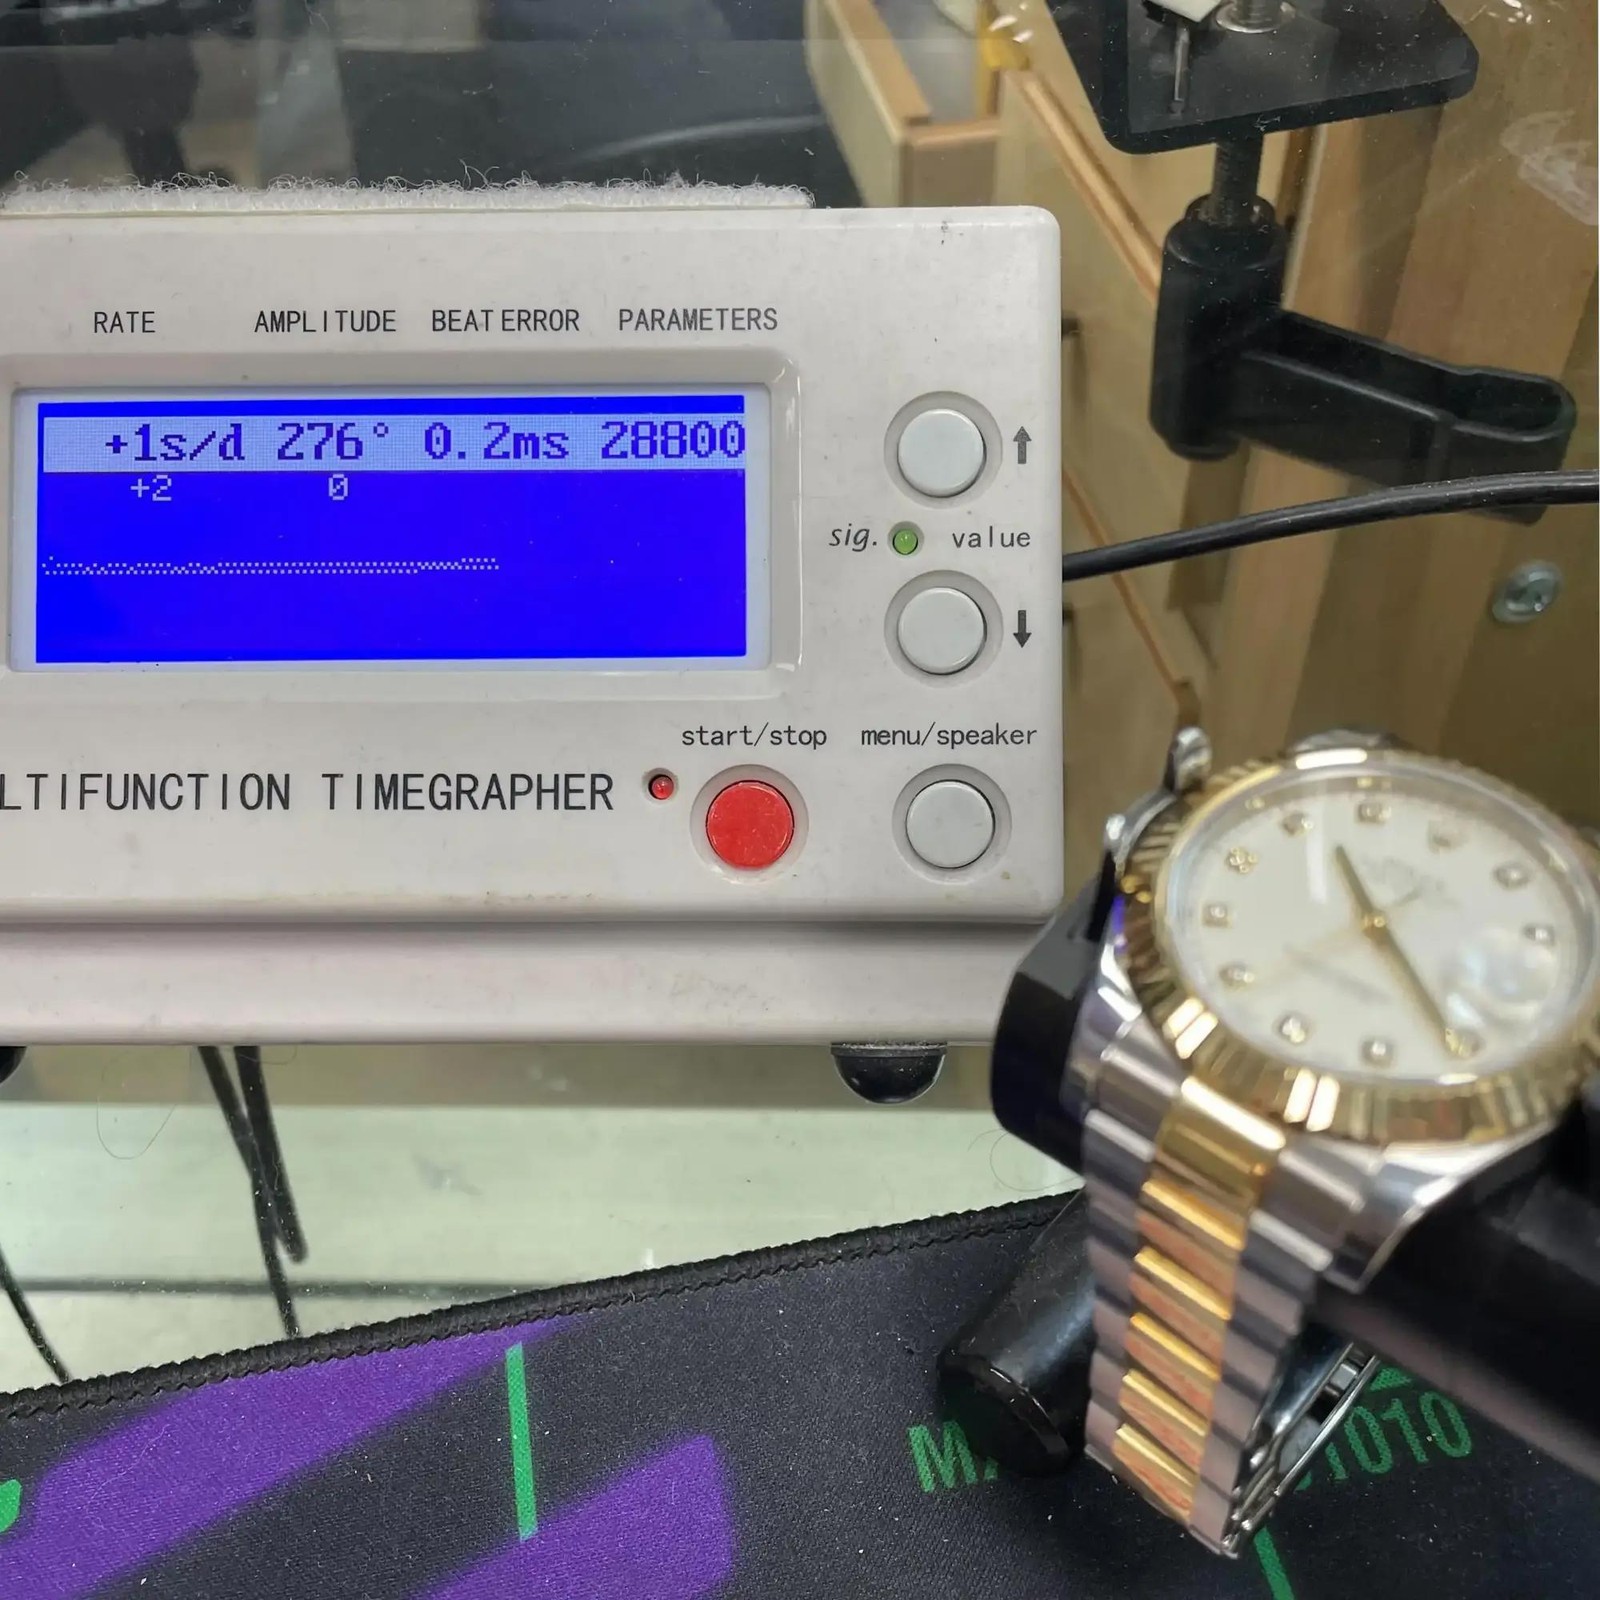 RATE AMPLITUDE BEAT ERROR PARAMETERS
+1s/d 276° 0.2ms 28800
+2 0
sig. value
start/stop menu/speaker
LTIFUNCTION TIMEGRAPHER
M
1010